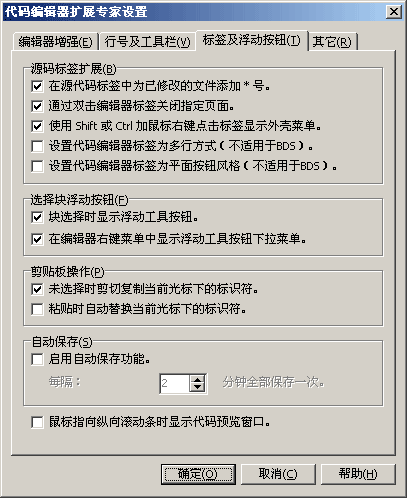 代码编辑器扩展专家设置
编辑器增强(E) 行号及工具栏(V) 标签及浮动按钮(T) 其它(R)
源码标签扩展(B)
在源代码标签中为已修改的文件添加 * 号。
通过双击编辑器标签关闭指定页面。
使用 Shift 或 Ctrl 加鼠标右键点击标签显示外壳菜单。
设置代码编辑器标签为多行方式（不适用于BDS）。
设置代码编辑器标签为平面按钮风格（不适用于BDS）。
选择块浮动按钮(F)
块选择时显示浮动工具按钮。
在编辑器右键菜单中显示浮动工具按钮下拉菜单。
剪贴板操作(P)
未选择时剪切复制当前光标下的标识符。
粘贴时自动替换当前光标下的标识符。
自动保存(S)
启用自动保存功能。
每隔： 2 分钟全部保存一次。
鼠标指向纵向滚动条时显示代码预览窗口。
确定(O) 取消(C) 帮助(H)